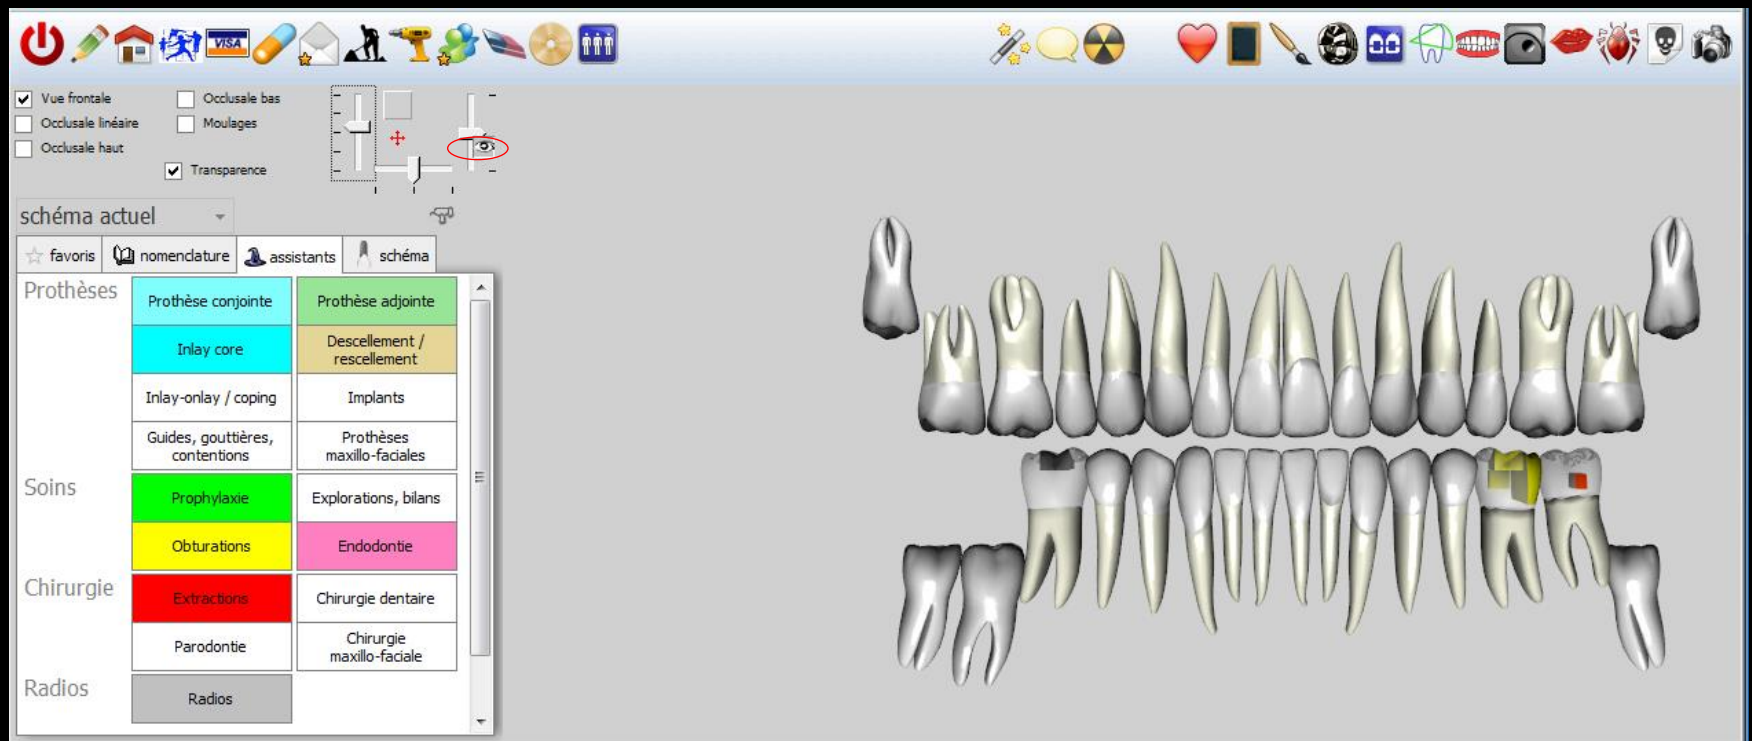 VISA
Vue frontale
Occlusale bas
Occlusale linéaire
Moulages
Occlusale haut
Transparence
schéma actuel
favoris
nomenclature
assistants
schéma
Prothèses
Prothèse conjointe
Prothèse adjointe
Inlay core
Descellement /
rescellement
Inlay-onlay / coping
Implants
Guides, gouttières,
contentions
Prothèses
maxillo-faciales
Soins
Prophylaxie
Explorations, bilans
Obturations
Endodontie
Chirurgie
Extractions
Chirurgie dentaire
Parodontie
Chirurgie
maxillo-faciale
Radios
Radios